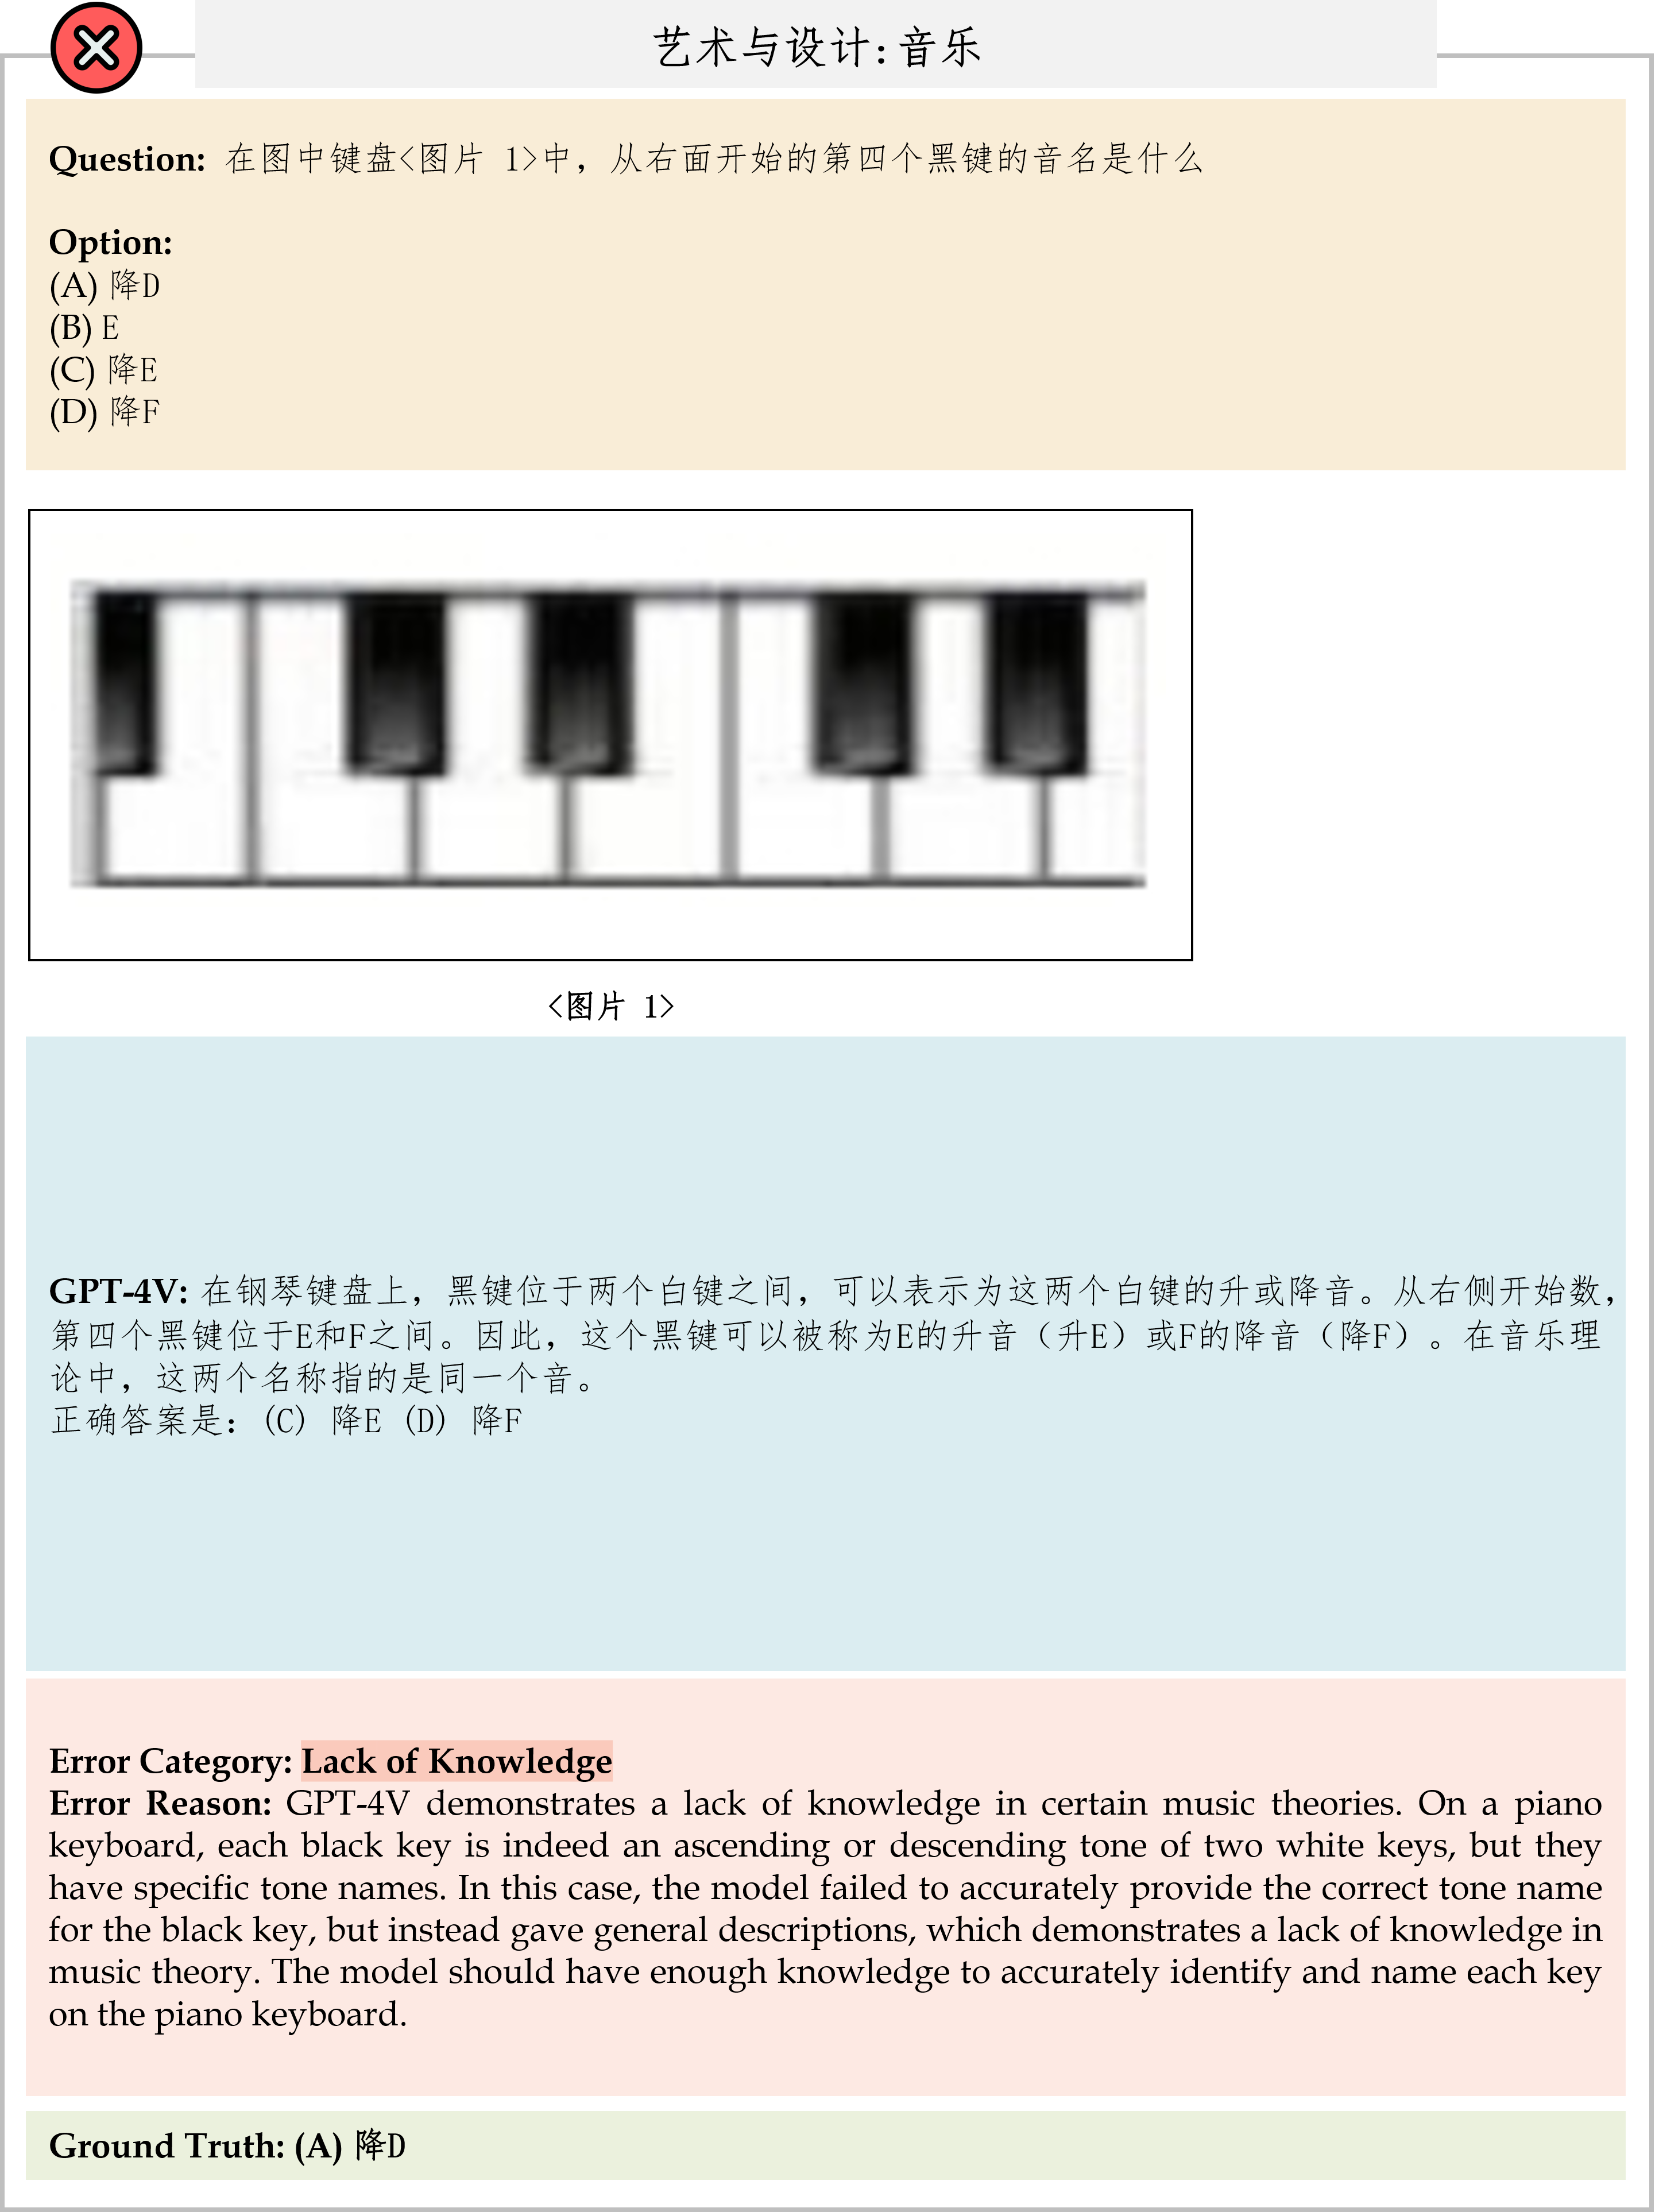 艺术与设计:音乐
Question: 在图中键盘<图片 1>中，从右面开始的第四个黑键的音名是什么
Option:
(A) 降D
(B) E
(C) 降E
(D) 降F
<图片 1>
GPT-4V: 在钢琴键盘上，黑键位于两个白键之间，可以表示为这两个白键的升或降音。从右侧开始数，
第四个黑键位于E和F之间。因此，这个黑键可以被称为E的升音（升E）或F的降音（降F）。在音乐理
论中，这两个名称指的是同一个音。
正确答案是：(C) 降E (D) 降F
Error Category: Lack of Knowledge
Error Reason: GPT-4V demonstrates a lack of knowledge in certain music theories. On a piano
keyboard, each black key is indeed an ascending or descending tone of two white keys, but they
have specific tone names. In this case, the model failed to accurately provide the correct tone name
for the black key, but instead gave general descriptions, which demonstrates a lack of knowledge in
music theory. The model should have enough knowledge to accurately identify and name each key
on the piano keyboard.
Ground Truth: (A) 降D